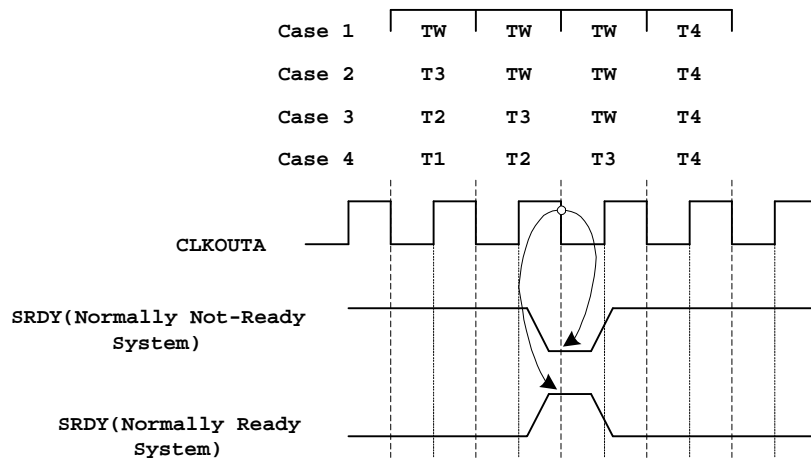 Case 1 TW TW TW T4
Case 2 T3 TW TW T4
Case 3 T2 T3 TW T4
Case 4 T1 T2 T3 T4
CLKOUTA
SRDY(Normally Not-Ready
System)
SRDY(Normally Ready
System)